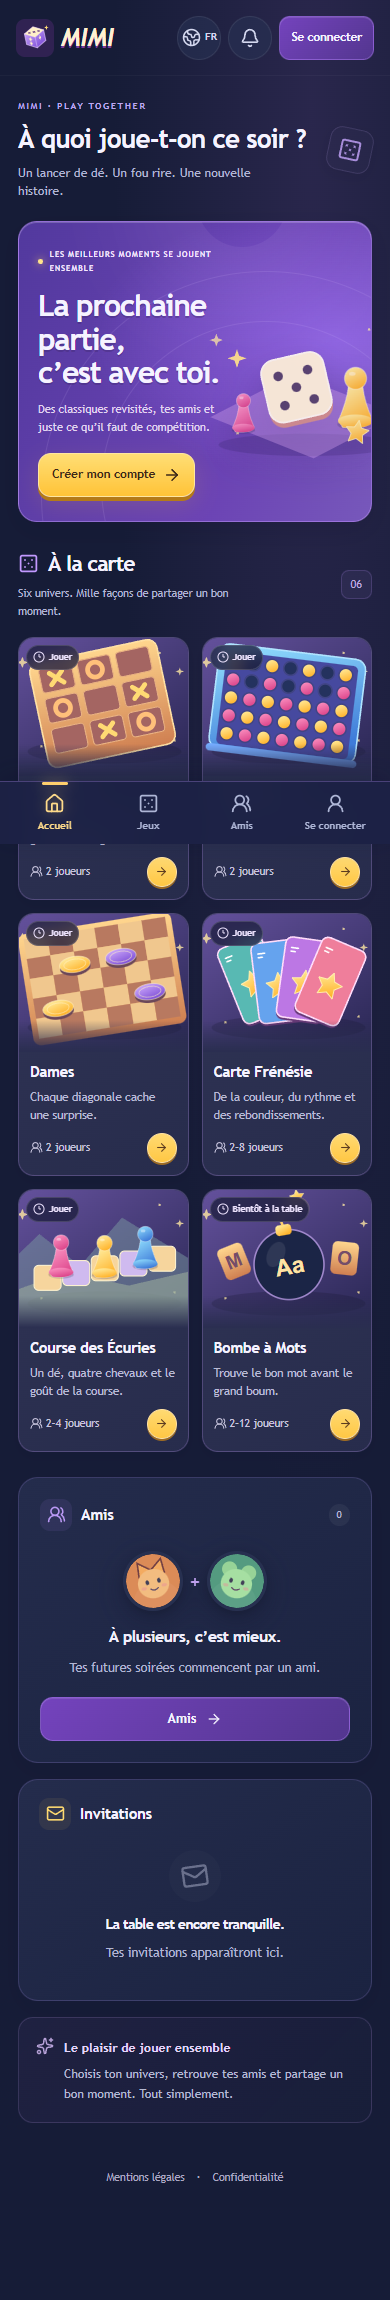 MIMI
FR
Se connecter
MIMI • PLAY TOGETHER
À quoi joue-t-on ce soir ?
Un lancer de dé. Un fou rire. Une nouvelle
histoire.
LES MEILLEURS MOMENTS SE JOUENT
ENSEMBLE
La prochaine
partie,
c’est avec toi.
Des classiques revisités, tes amis et
juste ce qu’il faut de compétition.
Créer mon compte
À la carte
06
Six univers. Mille façons de partager un bon
moment.
Jouer
Jouer
Accueil
Jeux
Amis
Se connecter
2 joueurs
2 joueurs
Jouer
Dames
Chaque diagonale cache
une surprise.
2 joueurs
Jouer
Carte Frénésie
De la couleur, du rythme et
des rebondissements.
2-8 joueurs
Jouer
Course des Écuries
Un dé, quatre chevaux et le
goût de la course.
2-4 joueurs
Bientôt à la table
M
Aa
O
Bombe à Mots
Trouve le bon mot avant le
grand boum.
2-12 joueurs
Amis
0
+
À plusieurs, c’est mieux.
Tes futures soirées commencent par un ami.
Amis
Invitations
La table est encore tranquille.
Tes invitations apparaîtront ici.
Le plaisir de jouer ensemble
Choisis ton univers, retrouve tes amis et partage un
bon moment. Tout simplement.
Mentions légales • Confidentialité